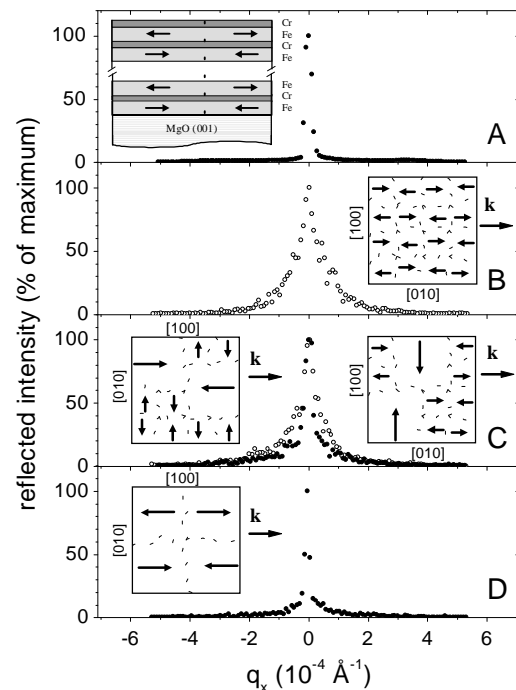 reflected intensity (% of maximum)
100
50
0
Cr
Fe
Cr
Fe
Fe
Cr
Fe
MgO (001)
A
100
50
0
[100]
[010]
k
B
100
50
0
[100]
[010]
k
[100]
[010]
k
C
100
50
0
[100]
[010]
k
D
-6 -4 -2 0 2 4 6
qx (10-4 Å-1)